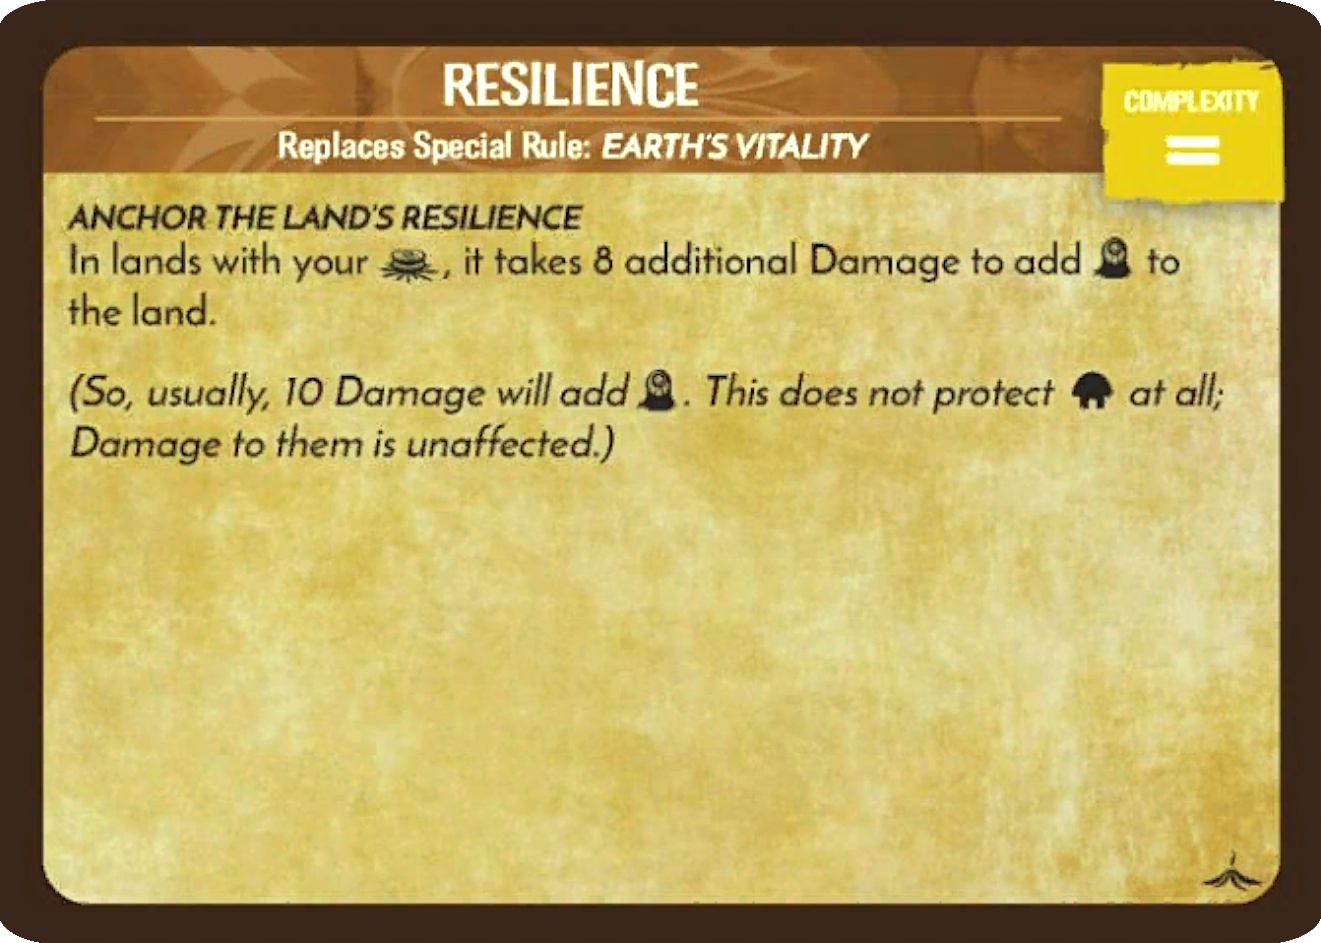 RESILIENCE
Replaces Special Rule: EARTH'S VITALITY
COMPLEXITY
=
ANCHOR THE LAND'S RESILIENCE
In lands with your , it takes 8 additional Damage to add to
the land.
(So, usually, 10 Damage will add . This does not protect at all;
Damage to them is unaffected.)